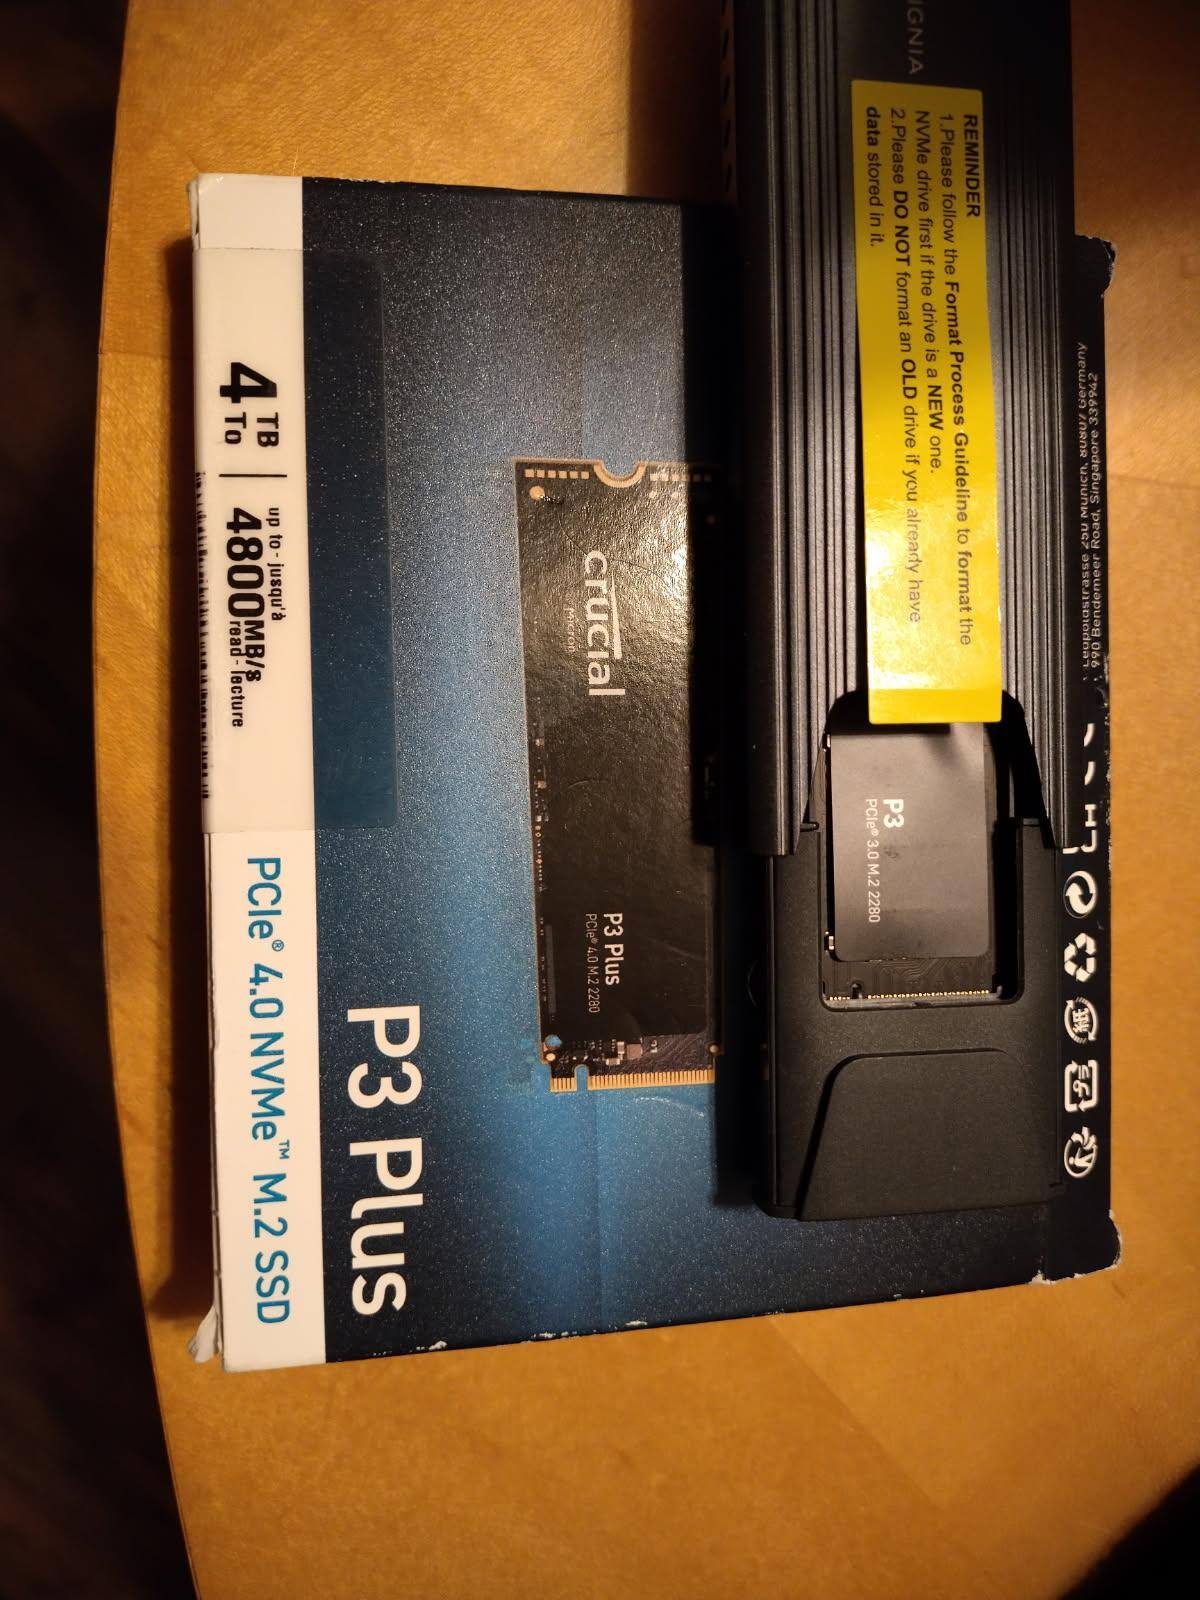 4 TB
To
up to - jusqu'à
4800MB/s
read - lecture
PCIe® 4.0 NVMe™ M.2 SSD
P3 Plus
crucial
Micron
P3 Plus
PCIe® 4.0 M.2 2280
REMINDER
1.Please follow the Format Process Guideline to format the
NVMe drive first if the drive is a NEW one.
2.Please DO NOT format an OLD drive if you already have
data stored in it.
P3
PCIe® 3.0 M.2 2280
990 Bendemeer Road, Singapore 339942
Germany